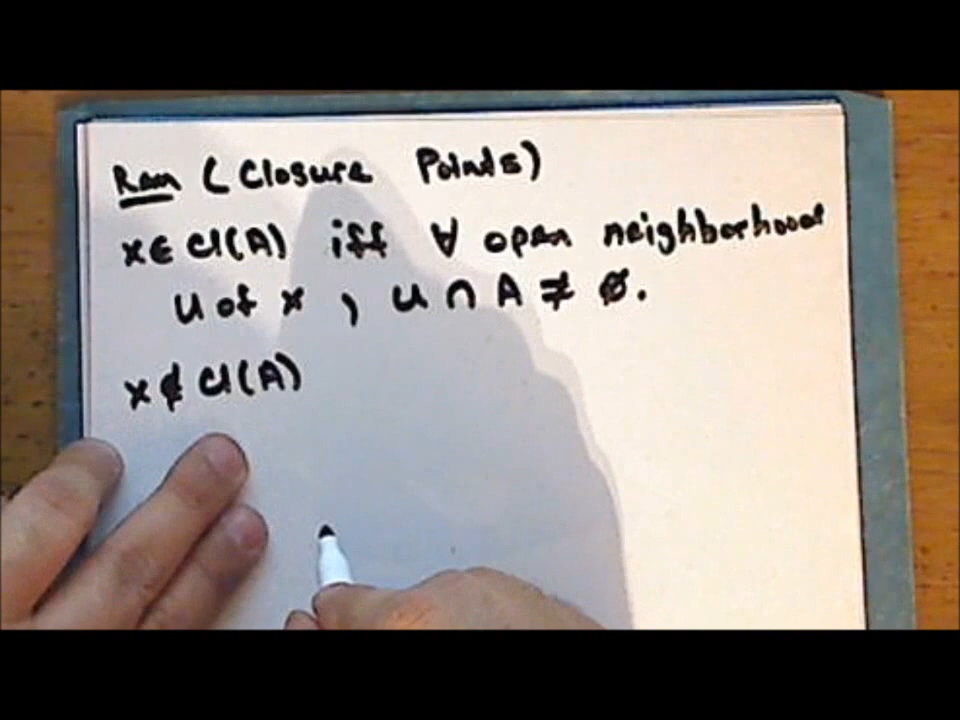 Rem (Closure Points)
x ∈ Cl(A) iff ∀ open neighborhood
U of x, U ∩ A ≠ ∅.
x ∉ Cl(A)